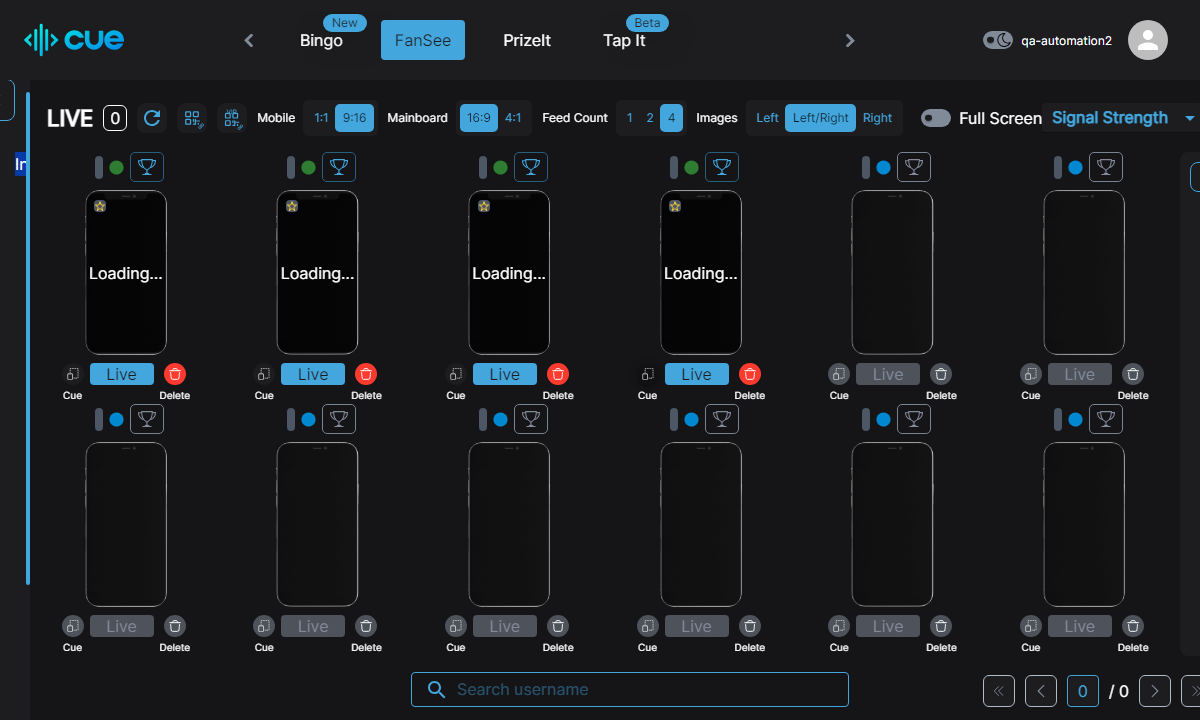 cue
Bingo
New
FanSee
PrizeIt
Tap It
Beta
qa-automation2
LIVE 0
Mobile 1:1 9:16
Mainboard 16:9 4:1
Feed Count 1 2 4
Images Left Left/Right Right
Full Screen
Signal Strength
In
Loading... Loading... Loading... Loading...
Live Live Live Live Live Live
Cue Delete Cue Delete Cue Delete Cue Delete Cue Delete Cue Delete
Live Live Live Live Live Live
Cue Delete Cue Delete Cue Delete Cue Delete Cue Delete Cue Delete
Search username
0 / 0